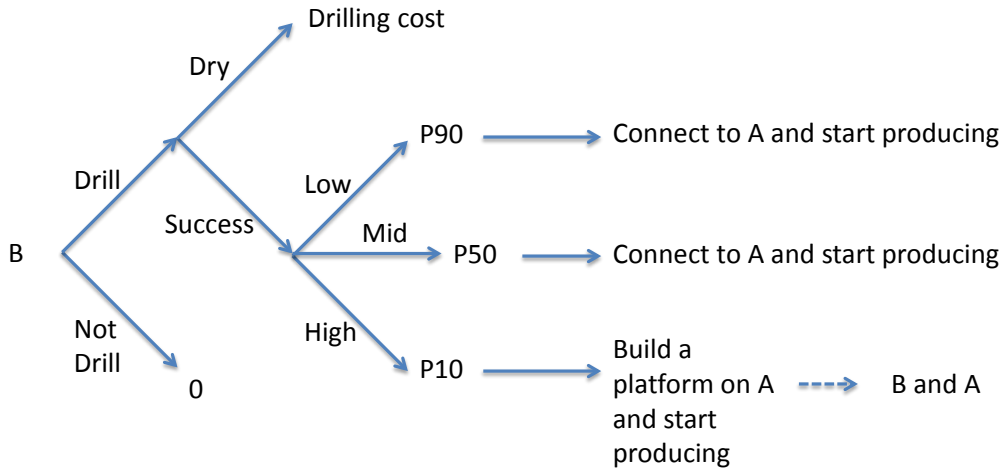 Drilling cost
Dry
P90
Connect to A and start producing
Drill
Low
Success
Mid
B
P50
Connect to A and start producing
Not
Drill
High
0
P10
Build a
platform on A
and start
producing
B and A